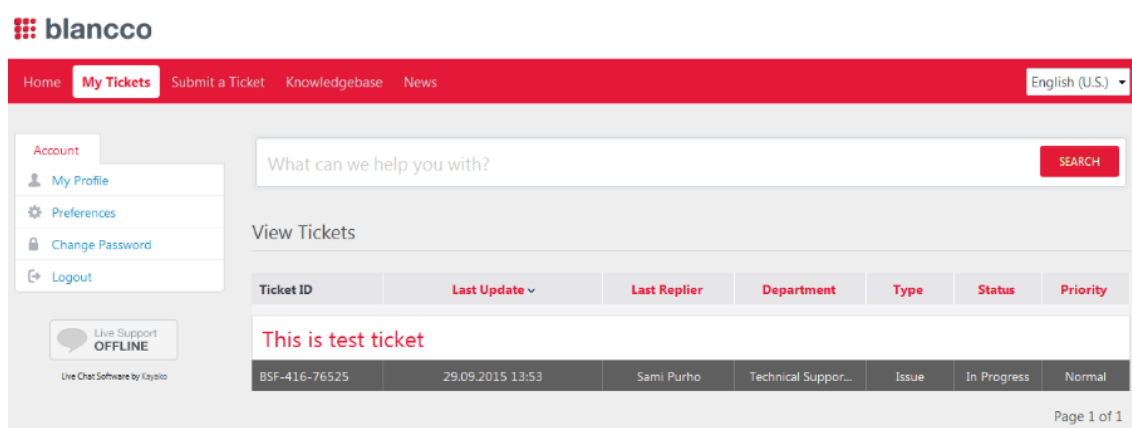 blancco
Home My Tickets Submit a Ticket Knowledgebase News English (U.S.)
Account
My Profile
Preferences
Change Password
Logout
Live Support
OFFLINE
Live Chat Software by Kayako
What can we help you with? SEARCH
View Tickets
Ticket ID Last Update Last Replier Department Type Status Priority
This is test ticket
BSF-416-76525 29.09.2015 13:53 Sami Purho Technical Suppor... Issue In Progress Normal
Page 1 of 1